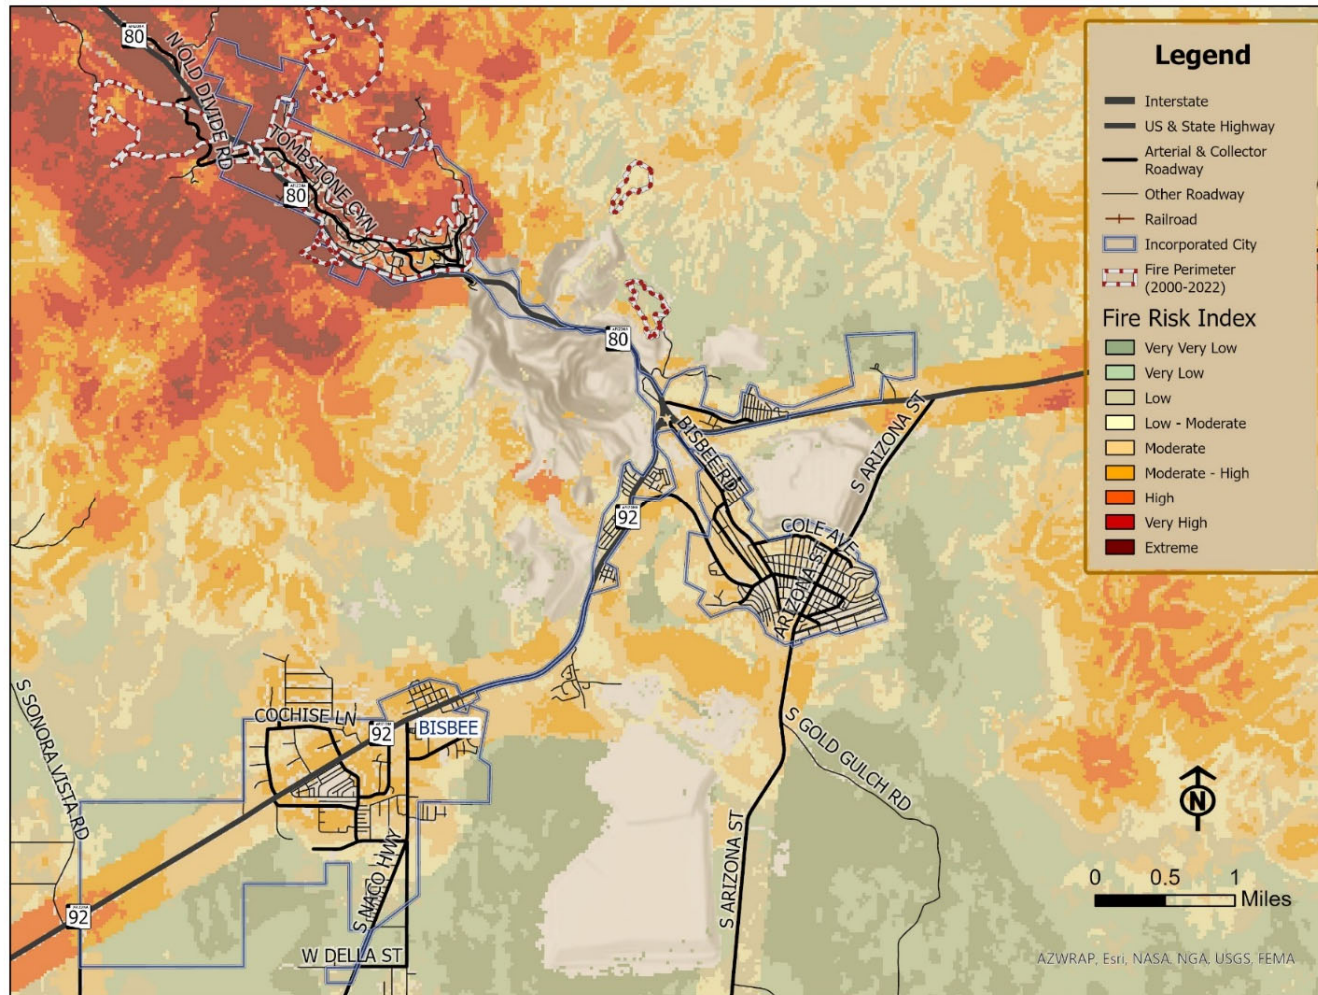 80
N OLD DIVIDE RD
TOMBSTONE CYN
80
80
BISBEE RD
S ARIZONA ST
92
COLE AVE
ARIZONA ST
S SONORA VISTA RD
COCHISE LN
92
BISBEE
S GOLD GULCH RD
S NACO HWY
S ARIZONA ST
92
W DELLA ST
Legend
Interstate
US & State Highway
Arterial & Collector
Roadway
Other Roadway
Railroad
Incorporated City
Fire Perimeter
(2000-2022)
Fire Risk Index
Very Very Low
Very Low
Low
Low - Moderate
Moderate
Moderate - High
High
Very High
Extreme
N
0 0.5 1
Miles
AZWRAP, Esri, NASA, NGA, USGS, FEMA